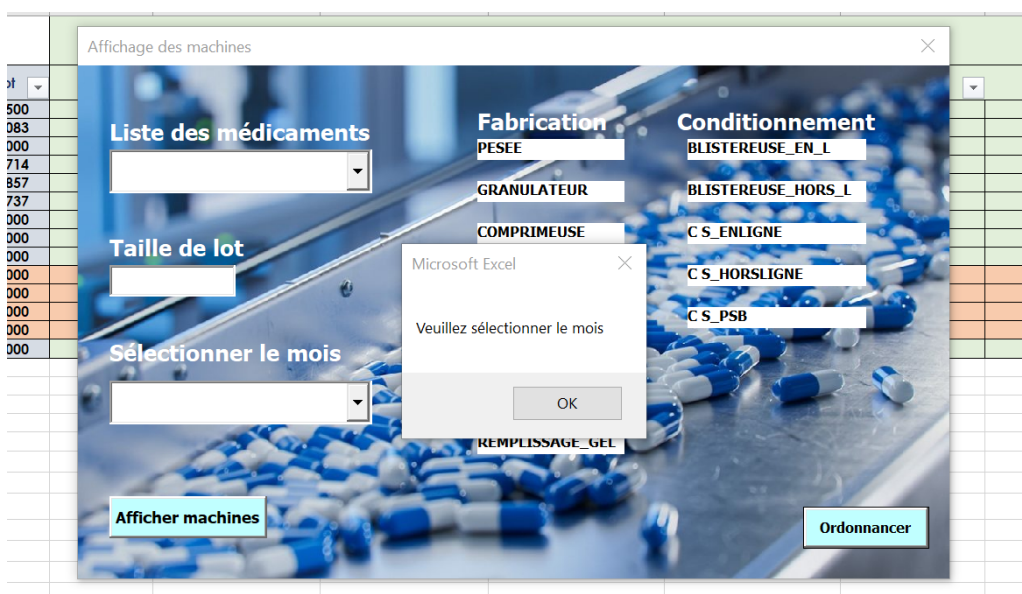 Affichage des machines
ot
500
083
000
714
857
737
000
000
000
000
000
000
000
000
Liste des médicaments
Taille de lot
Sélectionner le mois
Afficher machines
Fabrication
PESEE
GRANULATEUR
COMPRIMEUSE
REMPLISSAGE_GEL
Conditionnement
BLISTEREUSE_EN_L
BLISTEREUSE_HORS_L
C S_ENLIGNE
C S_HORSLIGNE
C S_PSB
Microsoft Excel
Veuillez sélectionner le mois
OK
Ordonnancer